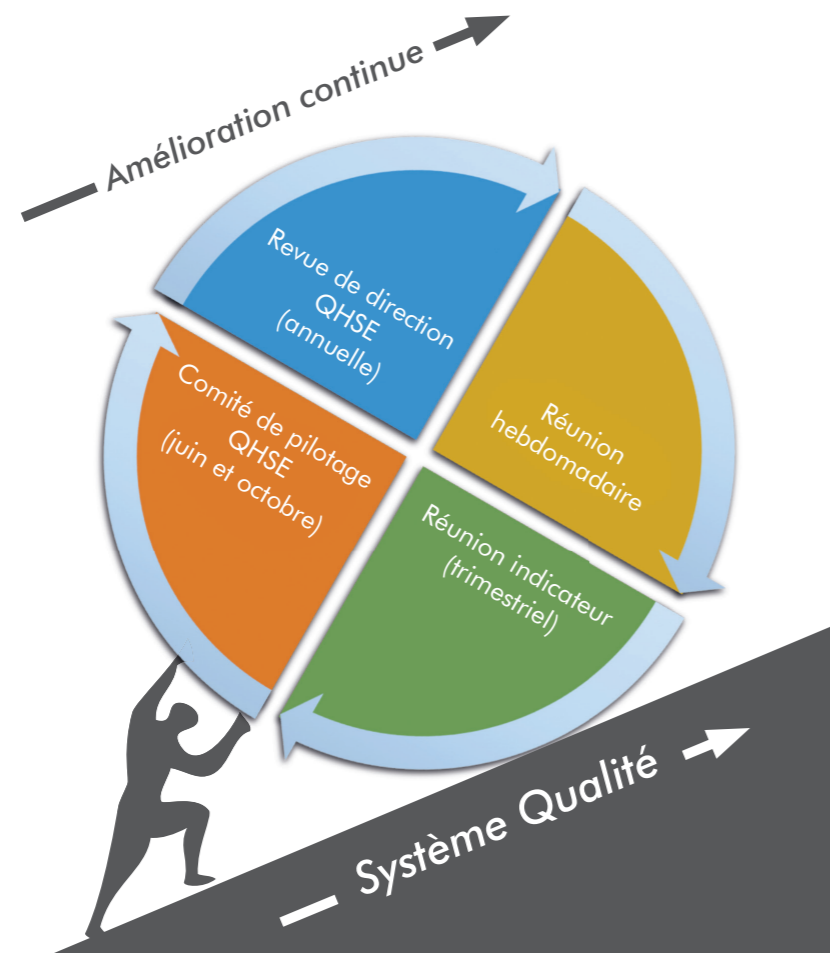 Amélioration continue
Revue de direction
QHSE
(annuelle)
Réunion
hebdomadaire
Réunion indicateur
(trimestriel)
Comité de pilotage
QHSE
(juin et octobre)
Système Qualité